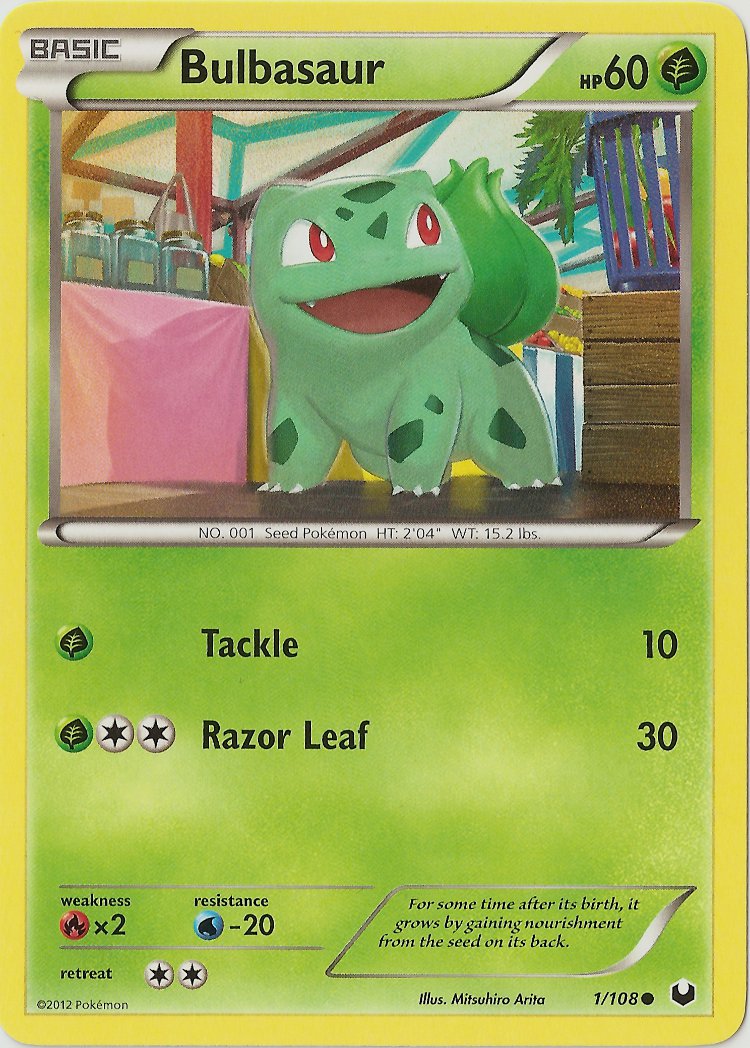 BASIC Bulbasaur HP60
NO. 001 Seed Pokémon HT: 2'04" WT: 15.2 lbs.
Tackle 10
Razor Leaf 30
weakness resistance
×2 -20
retreat
For some time after its birth, it
grows by gaining nourishment
from the seed on its back.
©2012 Pokémon Illus. Mitsuhiro Arita 1/108